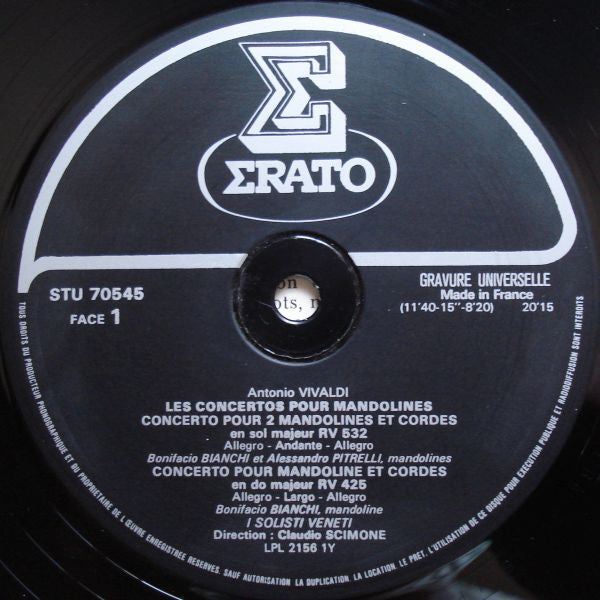 Σ
ΣRATO
STU 70545
FACE 1
GRAVURE UNIVERSELLE
Made in France
(11'40-15"-8'20) 20'15
on
ots, n
Antonio VIVALDI
LES CONCERTOS POUR MANDOLINES
CONCERTO POUR 2 MANDOLINES ET CORDES
en sol majeur RV 532
Allegro - Andante - Allegro
Bonifacio BIANCHI et Alessandro PITRELLI, mandolines
CONCERTO POUR MANDOLINE ET CORDES
en do majeur RV 425
Allegro - Largo - Allegro
Bonifacio BIANCHI, mandoline
I SOLISTI VENETI
Direction : Claudio SCIMONE
LPL 2156 1Y
TOUS DROITS DU PRODUCTEUR PHONOGRAPHIQUE ET DU PROPRIETAIRE DE L'ŒUVRE ENREGISTREE RESERVES. SAUF AUTORISATION LA DUPLICATION. LA LOCATION. LE PRET. L'UTILISATION DE CE DISQUE POUR EXECUTION PUBLIQUE ET RADIODIFFUSION SONT INTERDITS